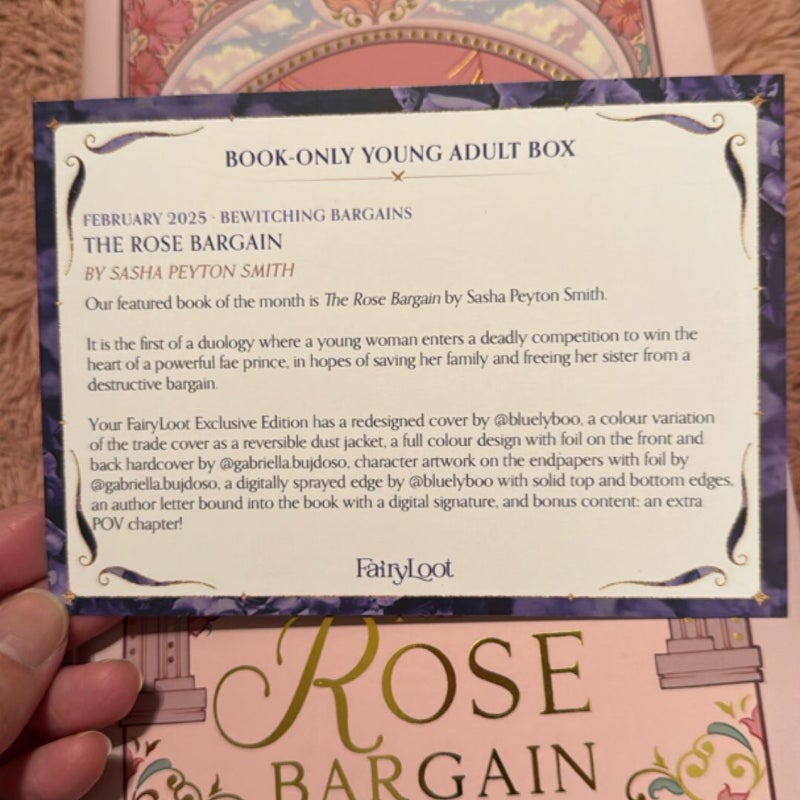 BOOK-ONLY YOUNG ADULT BOX
FEBRUARY 2025 · BEWITCHING BARGAINS
THE ROSE BARGAIN
BY SASHA PEYTON SMITH
Our featured book of the month is The Rose Bargain by Sasha Peyton Smith.
It is the first of a duology where a young woman enters a deadly competition to win the
heart of a powerful fae prince, in hopes of saving her family and freeing her sister from a
destructive bargain.
Your FairyLoot Exclusive Edition has a redesigned cover by @bluelyboo, a colour variation
of the trade cover as a reversible dust jacket, a full colour design with foil on the front and
back hardcover by @gabriella.bujdoso, character artwork on the endpapers with foil by
@gabriella.bujdoso, a digitally sprayed edge by @bluelyboo with solid top and bottom edges,
an author letter bound into the book with a digital signature, and bonus content: an extra
POV chapter!
FairyLoot
ROSE
BARGAIN